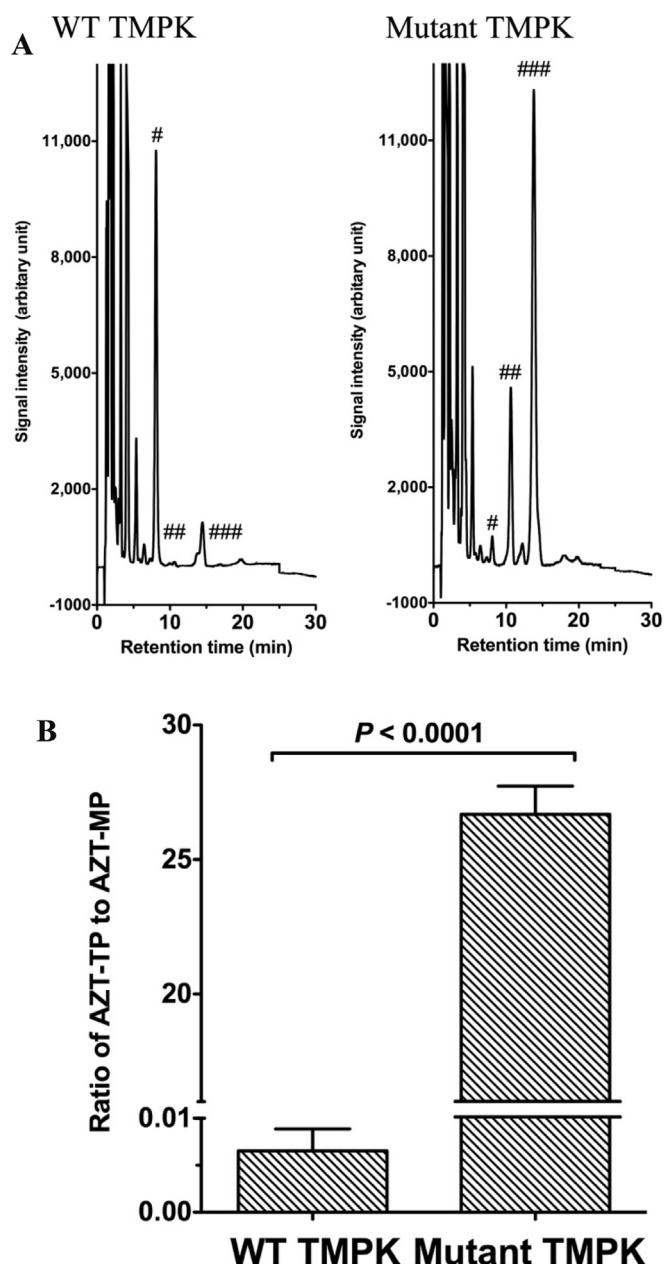 A
WT TMPK
Mutant TMPK
Signal intensity (arbitary unit)
11,000
8,000
5,000
2,000
-1000
#
##
###
0
10
20
30
Retention time (min)
Signal intensity (arbitary unit)
11,000
8,000
5,000
2,000
-1000
#
##
###
0
10
20
30
Retention time (min)
B
Ratio of AZT-TP to AZT-MP
30
25
20
0.01
0.00
P < 0.0001
WT TMPK Mutant TMPK